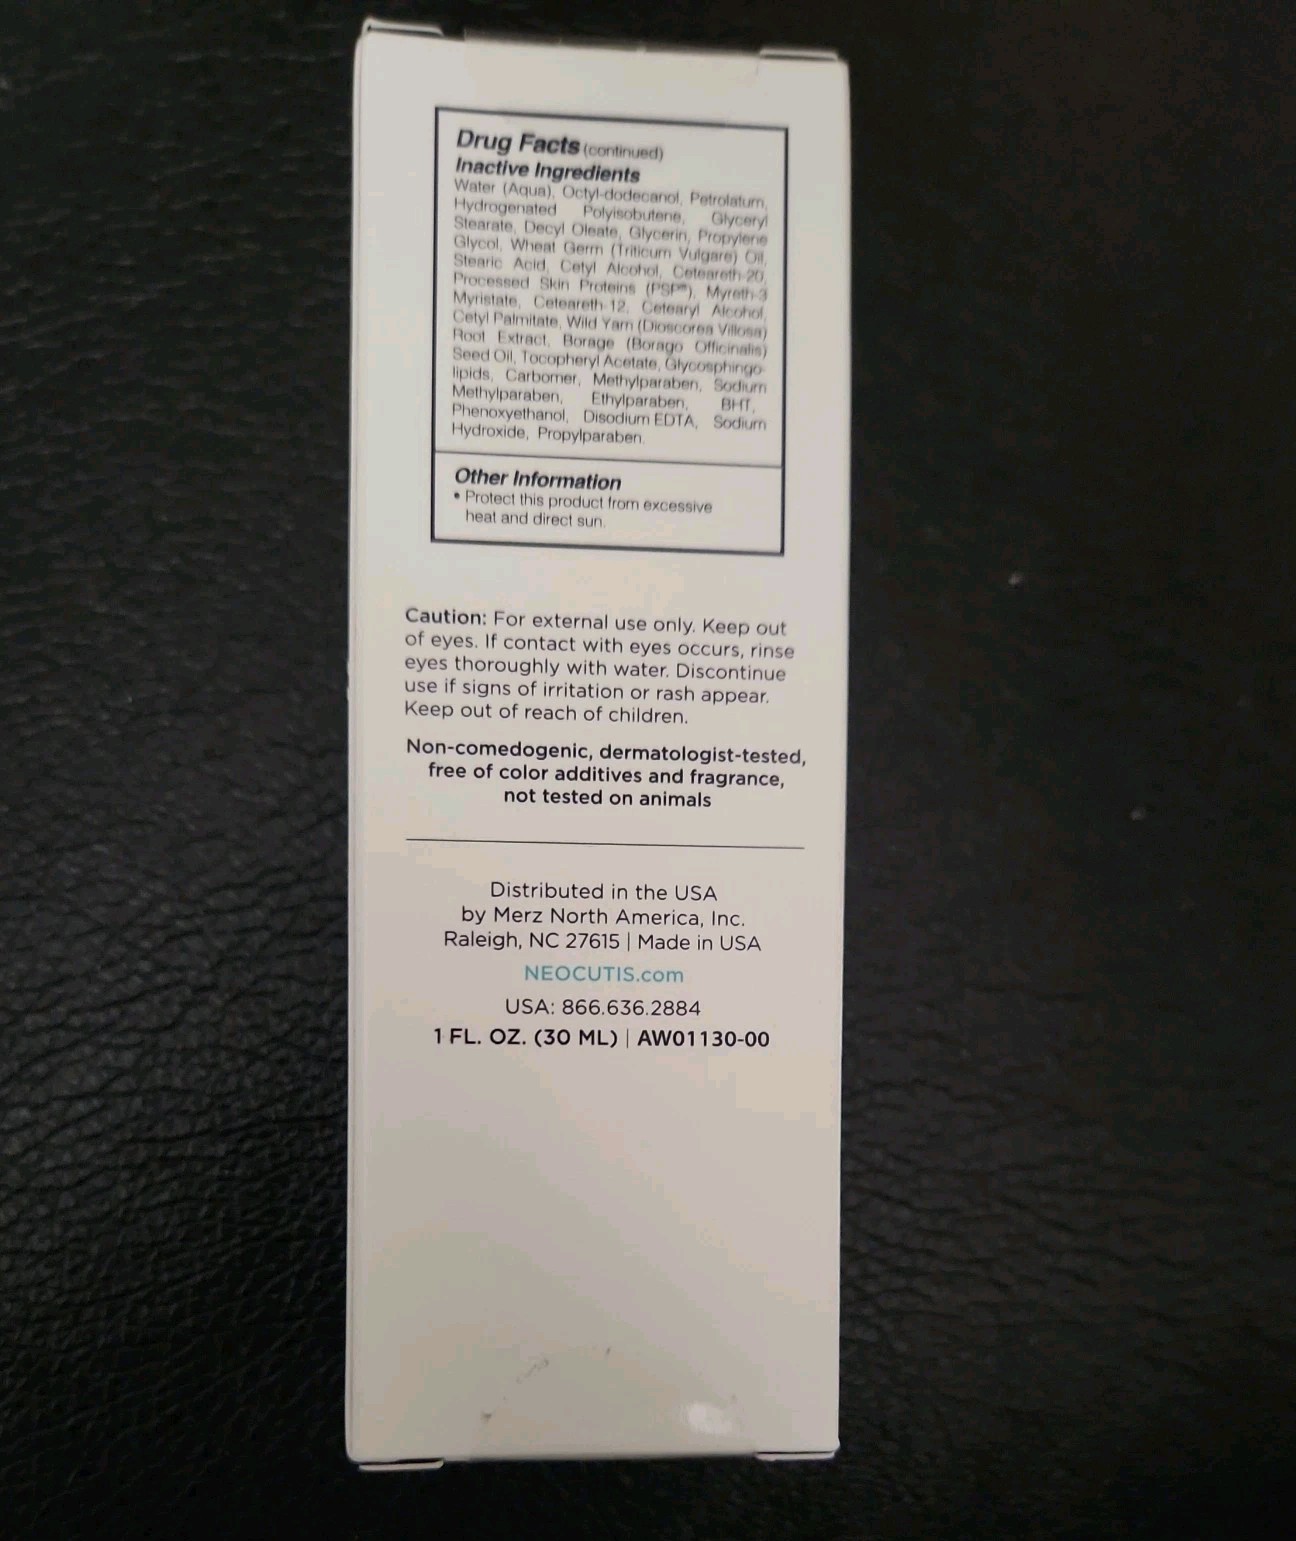 Drug Facts (continued)
Inactive Ingredients
Water (Aqua), Octyl-dodecanol, Petrolatum,
Hydrogenated Polyisobutene, Glyceryl
Stearate, Decyl Oleate, Glycerin, Propylene
Glycol, Wheat Germ (Triticum Vulgare) Oil,
Stearic Acid, Cetyl Alcohol, Ceteareth-20,
Processed Skin Proteins (PSP®), Myreth-3
Myristate, Ceteareth-12, Cetearyl Alcohol,
Cetyl Palmitate, Wild Yam (Dioscorea Villosa)
Root Extract, Borage (Borago Officinalis)
Seed Oil, Tocopheryl Acetate, Glycosphingo-
lipids, Carbomer, Methylparaben, Sodium
Methylparaben, Ethylparaben, BHT,
Phenoxyethanol, Disodium EDTA, Sodium
Hydroxide, Propylparaben.
Other Information
• Protect this product from excessive
heat and direct sun.
Caution: For external use only. Keep out
of eyes. If contact with eyes occurs, rinse
eyes thoroughly with water. Discontinue
use if signs of irritation or rash appear.
Keep out of reach of children.
Non-comedogenic, dermatologist-tested,
free of color additives and fragrance,
not tested on animals
Distributed in the USA
by Merz North America, Inc.
Raleigh, NC 27615 | Made in USA
NEOCUTIS.com
USA: 866.636.2884
1 FL. OZ. (30 ML) | AW01130-00